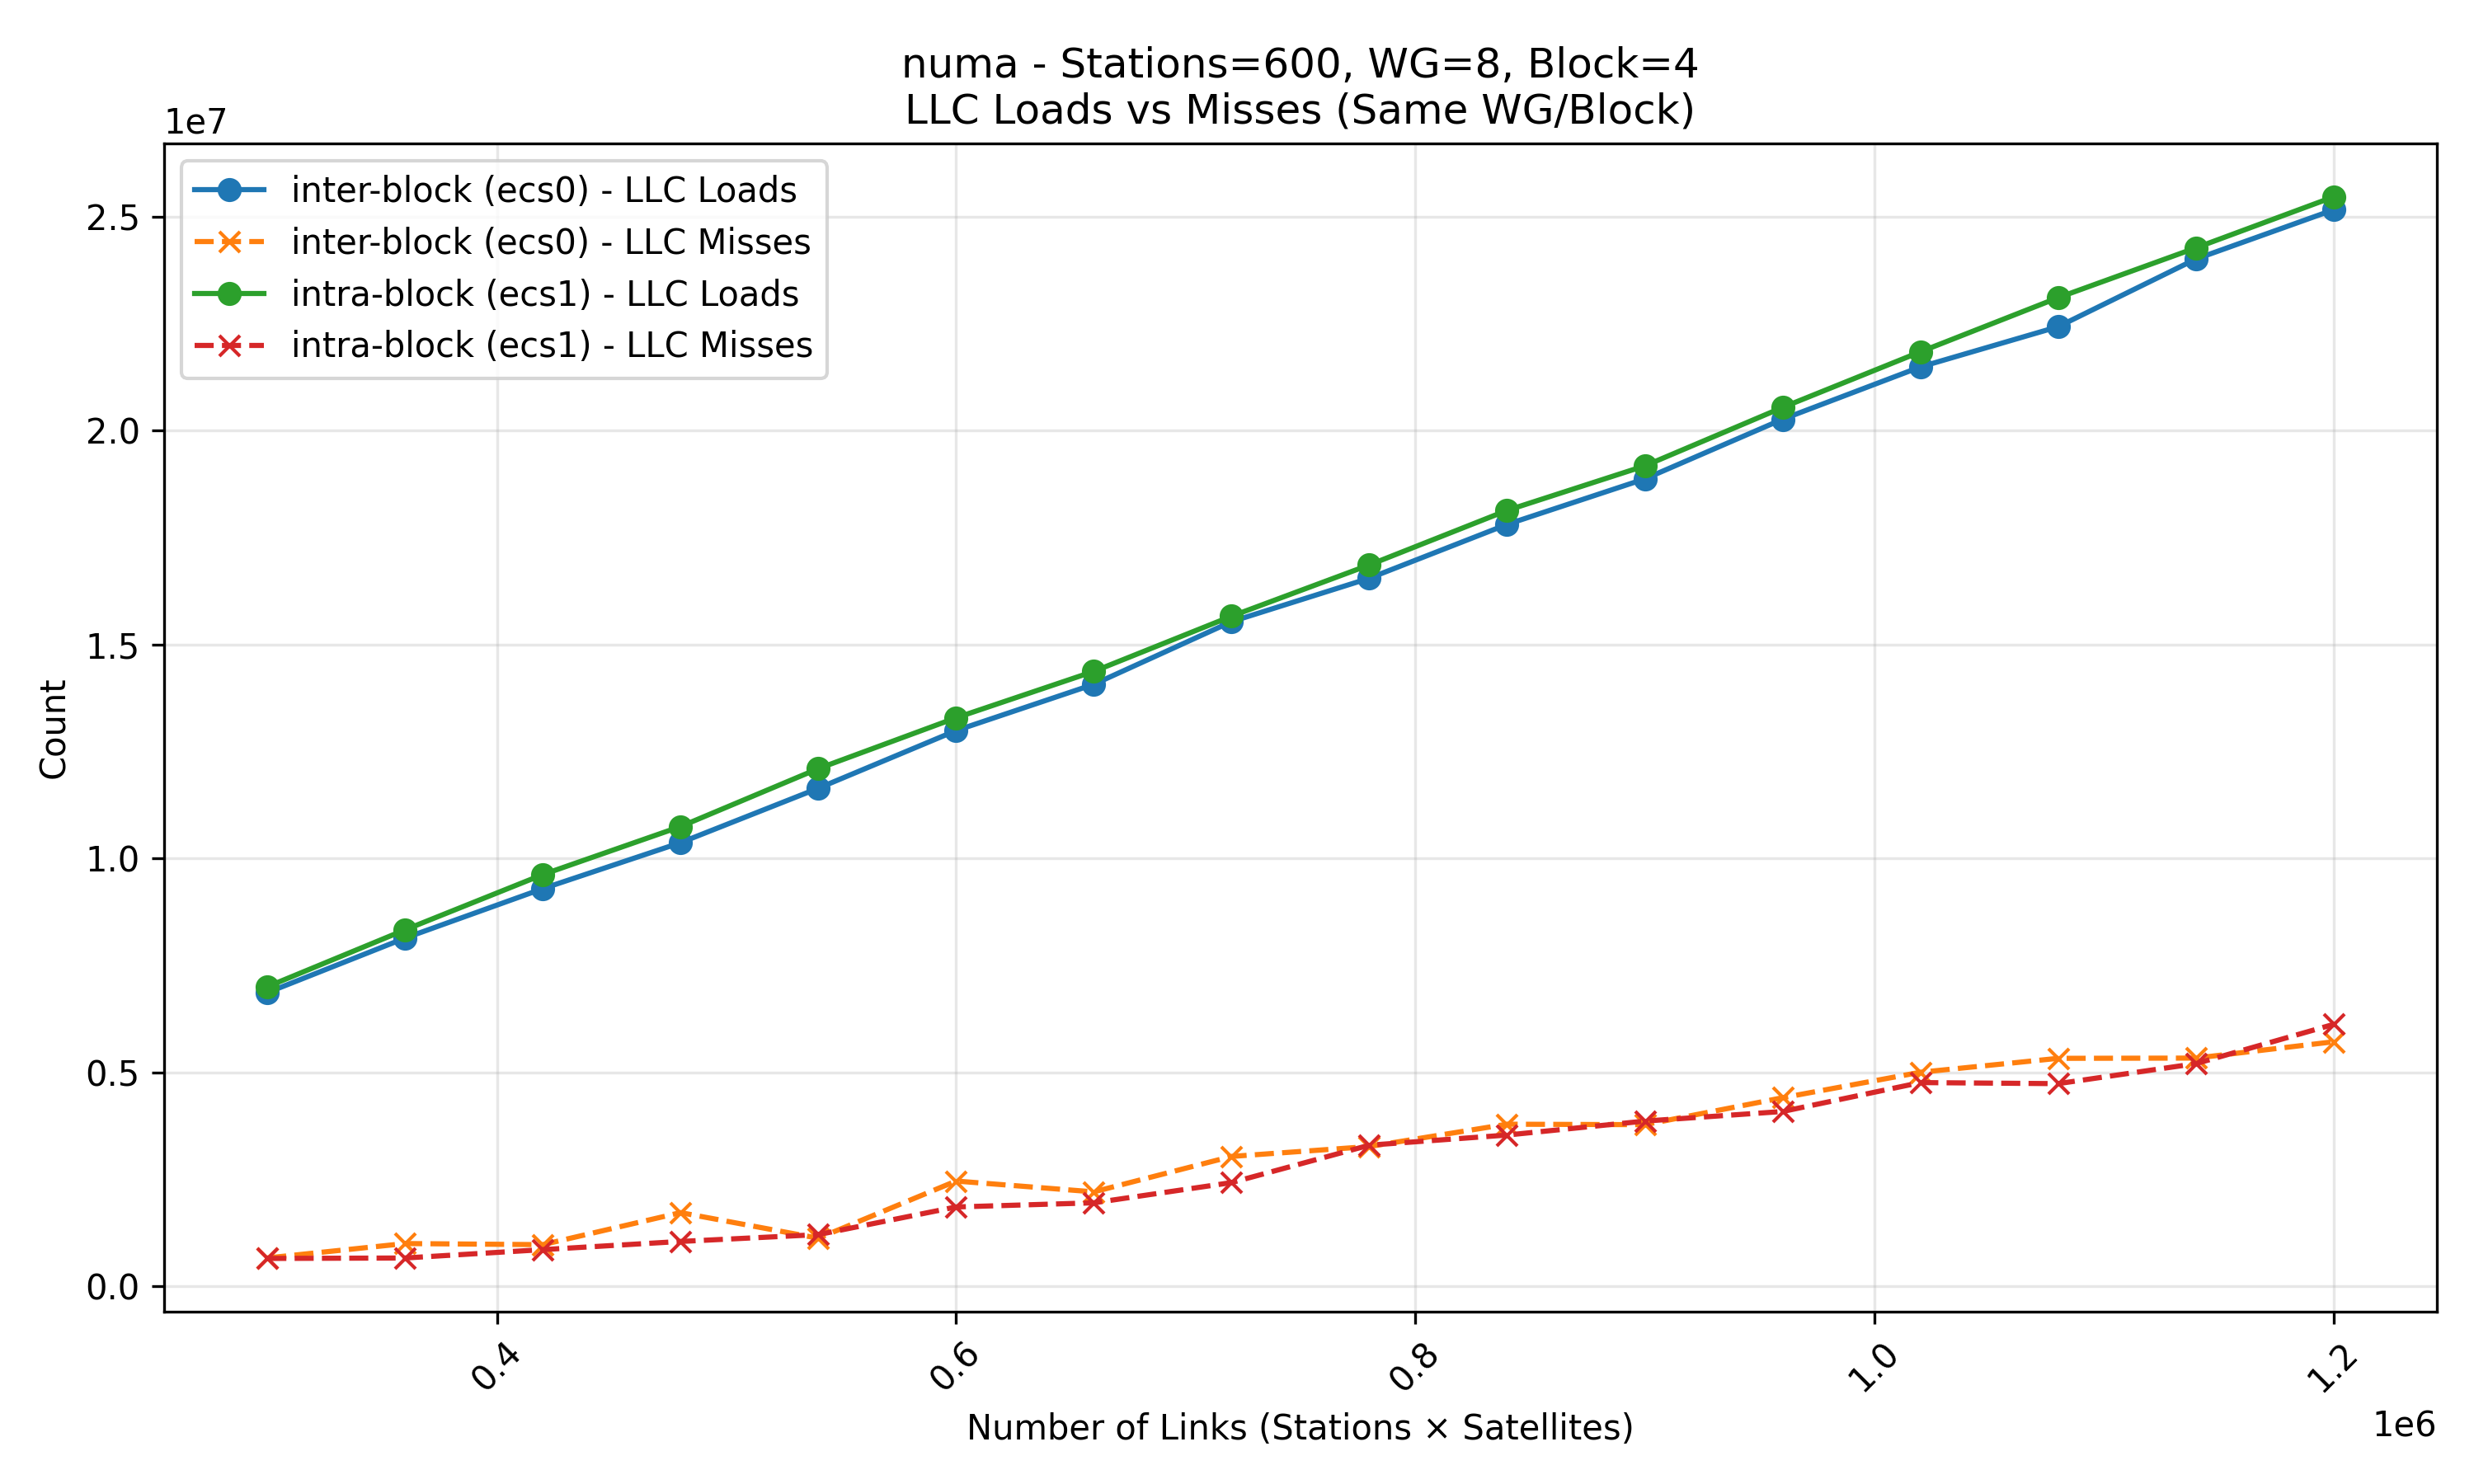 numa - Stations=600, WG=8, Block=4
LLC Loads vs Misses (Same WG/Block)
1e7
inter-block (ecs0) - LLC Loads
inter-block (ecs0) - LLC Misses
intra-block (ecs1) - LLC Loads
intra-block (ecs1) - LLC Misses
2.5
2.0
1.5
1.0
0.5
0.0
Count
0.4
0.6
0.8
1.0
1.2
Number of Links (Stations × Satellites)
1e6